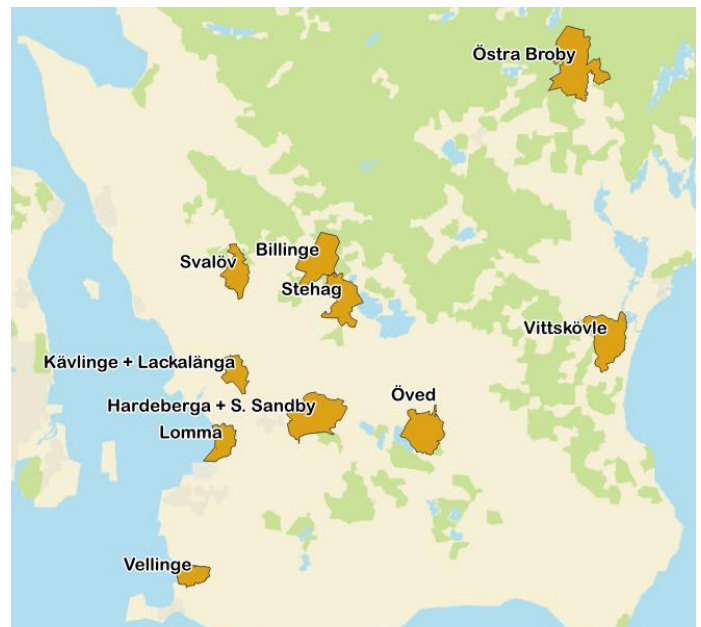 Östra Broby
Billinge
Svalöv
Stehag
Vittskövle
Kävlinge + Lackalänga
Öved
Hardeberga + S. Sandby
Lomma
Vellinge